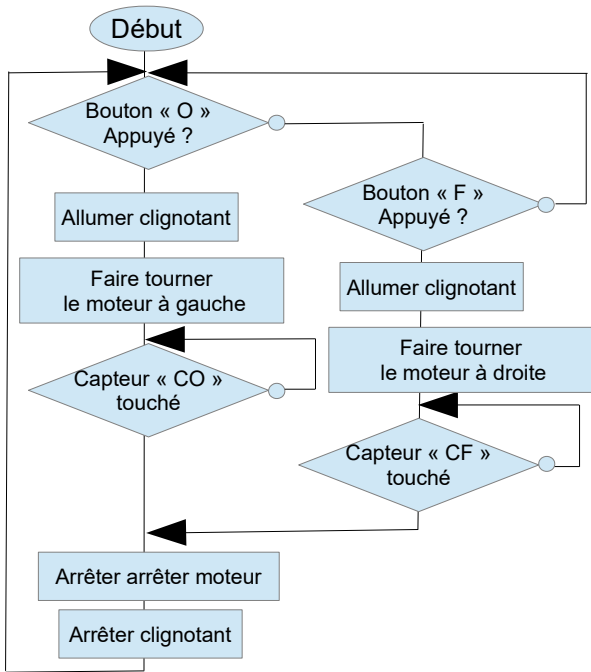 Début
Bouton « O »
Appuyé ?
Bouton « F »
Appuyé ?
Allumer clignotant
Allumer clignotant
Faire tourner
le moteur à gauche
Faire tourner
le moteur à droite
Capteur « CO »
touché
Capteur « CF »
touché
Arrêter arrêter moteur
Arrêter clignotant